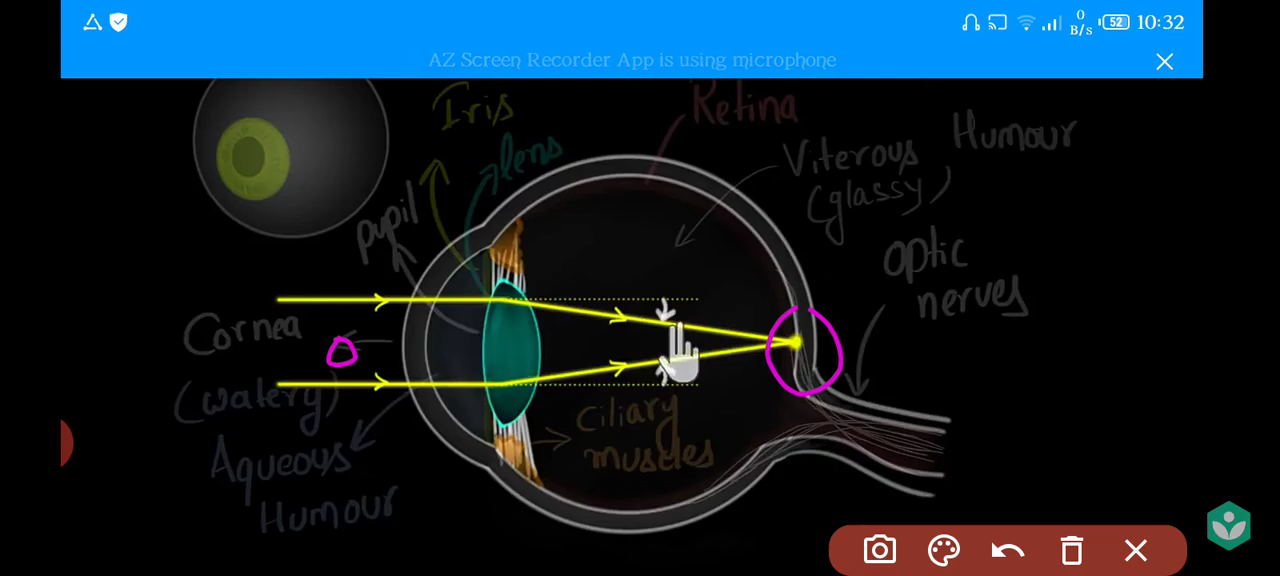 0
B/s
52
10:32
AZ Screen Recorder App is using microphone
Iris
Retina
lens
Viterous Humour
(glassy)
pupil
optic
nerves
Cornea
(watery)
Aqueous
Humour
Ciliary
muscles